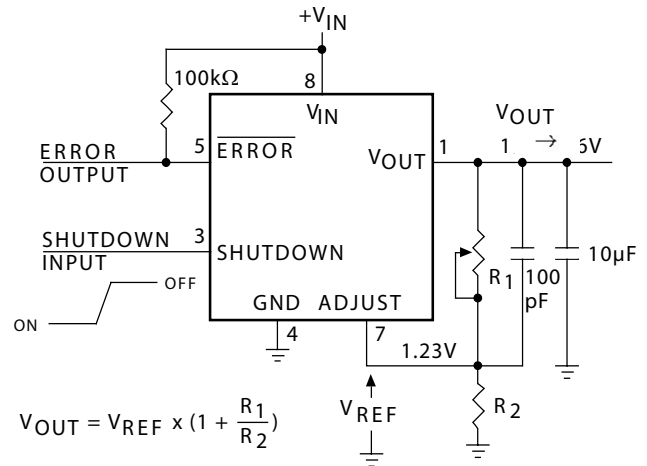 +VIN
100kΩ
8
VIN
VOUT
ERROR
OUTPUT
5
ERROR
VOUT
1
1
→
6V
SHUTDOWN
INPUT
3
SHUTDOWN
R1
100
pF
10µF
OFF
ON
GND
ADJUST
4
7
1.23V
VREF
R2
VOUT = VREF x (1 + R1/R2)